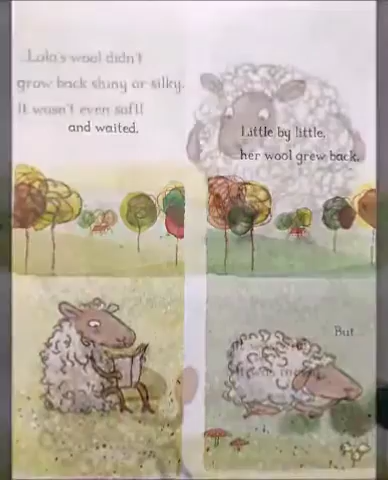 Lola's wool didn't
grow back shiny or silky.
It wasn't even soft!
and waited.
Little by little,
her wool grew back.
But